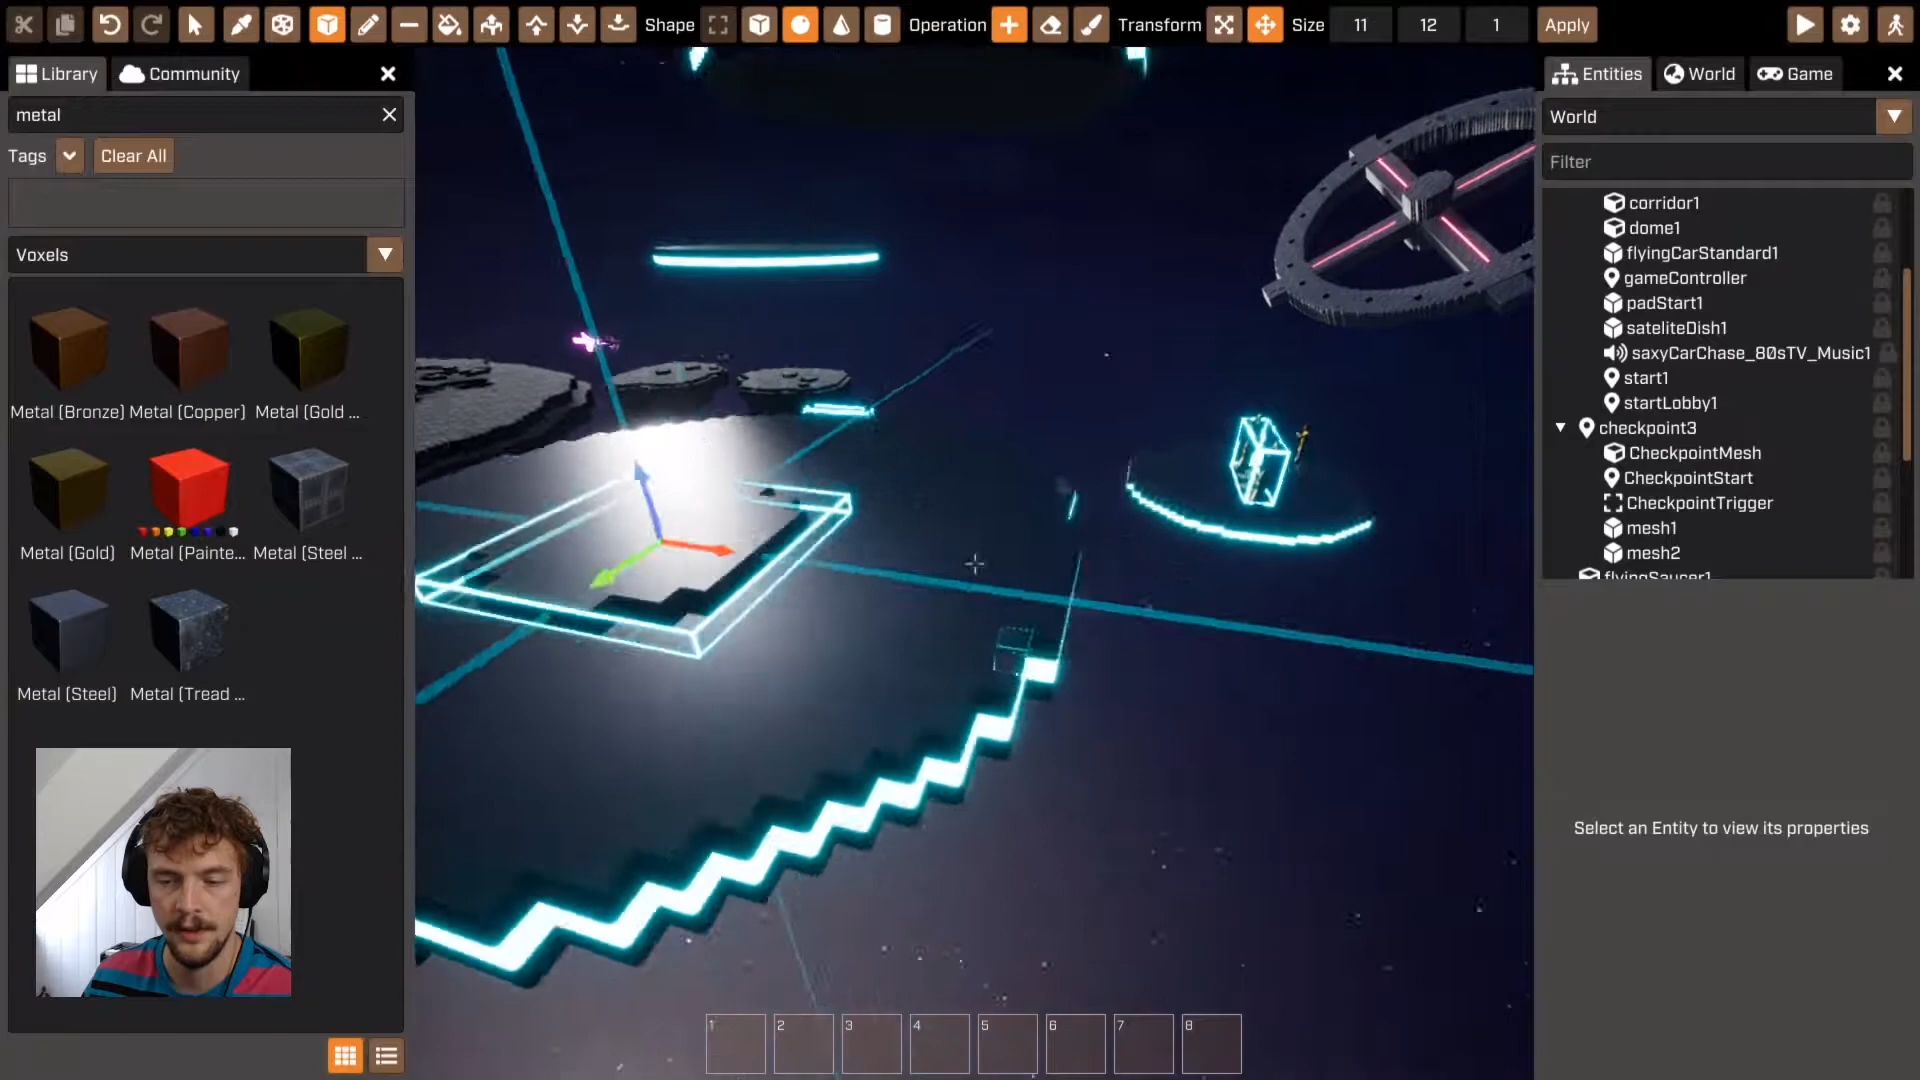 Shape
Operation
Transform
Size 11 12 1 Apply
Library
Community
metal
Tags
Clear All
Voxels
Metal (Bronze) Metal (Copper) Metal (Gold ...
Metal (Gold) Metal (Painte... Metal (Steel ...
Metal (Steel) Metal (Tread ...
1 2 3 4 5 6 7 8
Entities
World
Game
World
Filter
corridor1
dome1
flyingCarStandard1
gameController
padStart1
sateliteDish1
saxyCarChase_80sTV_Music1
start1
startLobby1
checkpoint3
CheckpointMesh
CheckpointStart
CheckpointTrigger
mesh1
mesh2
flyingSaucer1
Select an Entity to view its properties